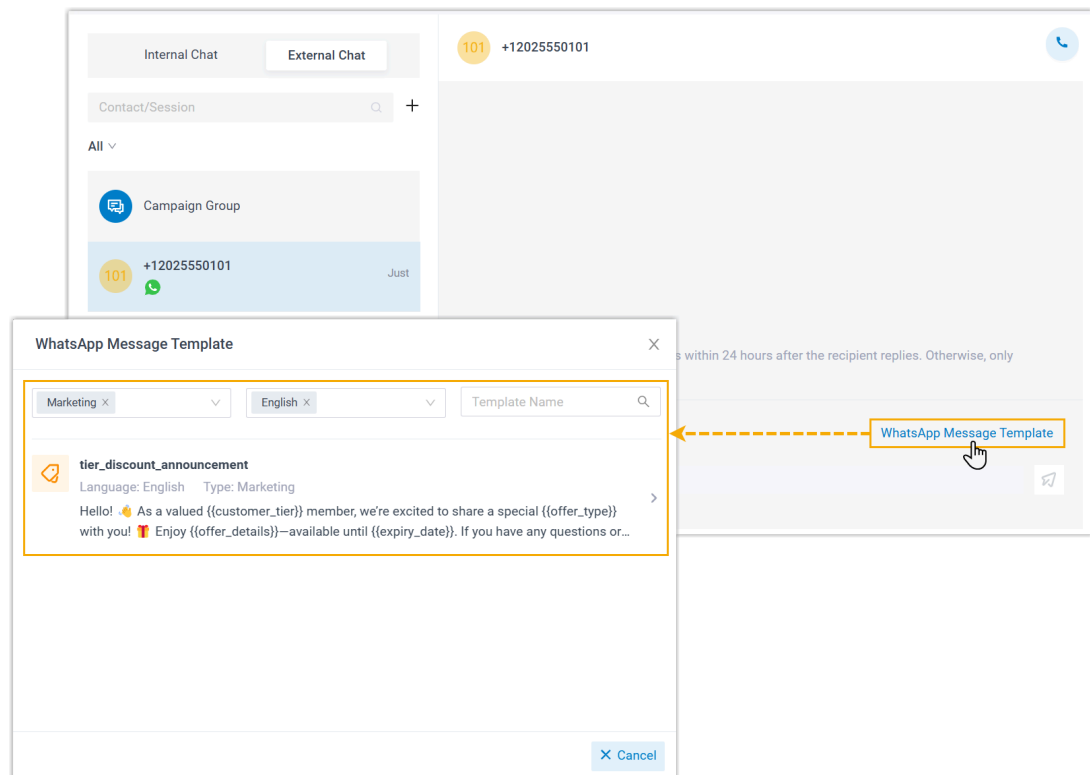 Internal Chat
External Chat
101
+12025550101
Contact/Session
All
Campaign Group
101
+12025550101
Just
within 24 hours after the recipient replies. Otherwise, only
WhatsApp Message Template
WhatsApp Message Template
Marketing ×
English ×
Template Name
tier_discount_announcement
Language: English Type: Marketing
Hello! 👋 As a valued {{customer_tier}} member, we're excited to share a special {{offer_type}}
with you! 🎁 Enjoy {{offer_details}}—available until {{expiry_date}}. If you have any questions or...
× Cancel